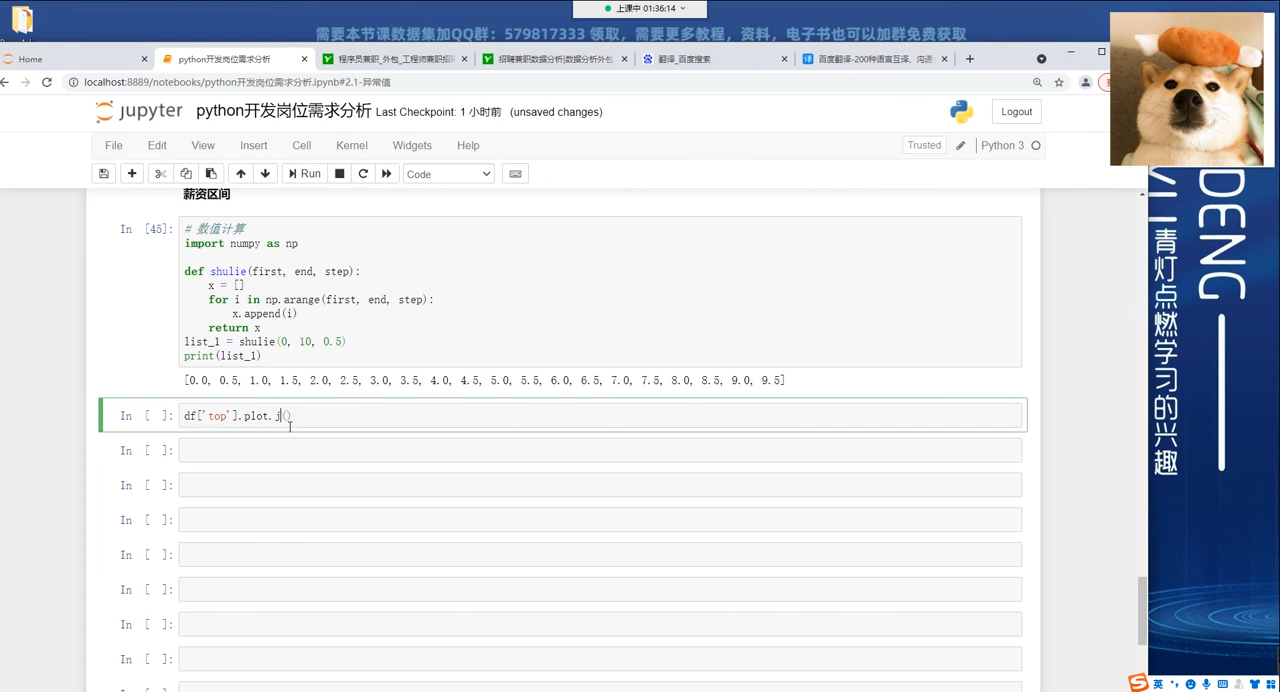 上课中 01:36:14
需要本节课数据集加QQ群：579817333 领取，需要更多教程，资料，电子书也可以加群免费获取
Home
python开发岗位需求分析
程序员兼职_外包_工程师兼职招
招聘兼职数据分析|数据分析外包
翻译_百度搜索
百度翻译-200种语言互译、沟通
localhost:8889/notebooks/python开发岗位需求分析.ipynb#2.1-异常值
jupyter python开发岗位需求分析 Last Checkpoint: 1 小时前 (unsaved changes)
Logout
File Edit View Insert Cell Kernel Widgets Help
Trusted
Python 3
Run
Code
薪资区间
In [45]:
# 数值计算
import numpy as np
def shulie(first, end, step):
x = []
for i in np.arange(first, end, step):
x.append(i)
return x
list_1 = shulie(0, 10, 0.5)
print(list_1)
[0.0, 0.5, 1.0, 1.5, 2.0, 2.5, 3.0, 3.5, 4.0, 4.5, 5.0, 5.5, 6.0, 6.5, 7.0, 7.5, 8.0, 8.5, 9.0, 9.5]
In [ ]: df['top'].plot.j()
In [ ]:
In [ ]:
In [ ]:
In [ ]:
In [ ]:
In [ ]:
In [ ]:
DENG
青灯点燃学习的兴趣
英